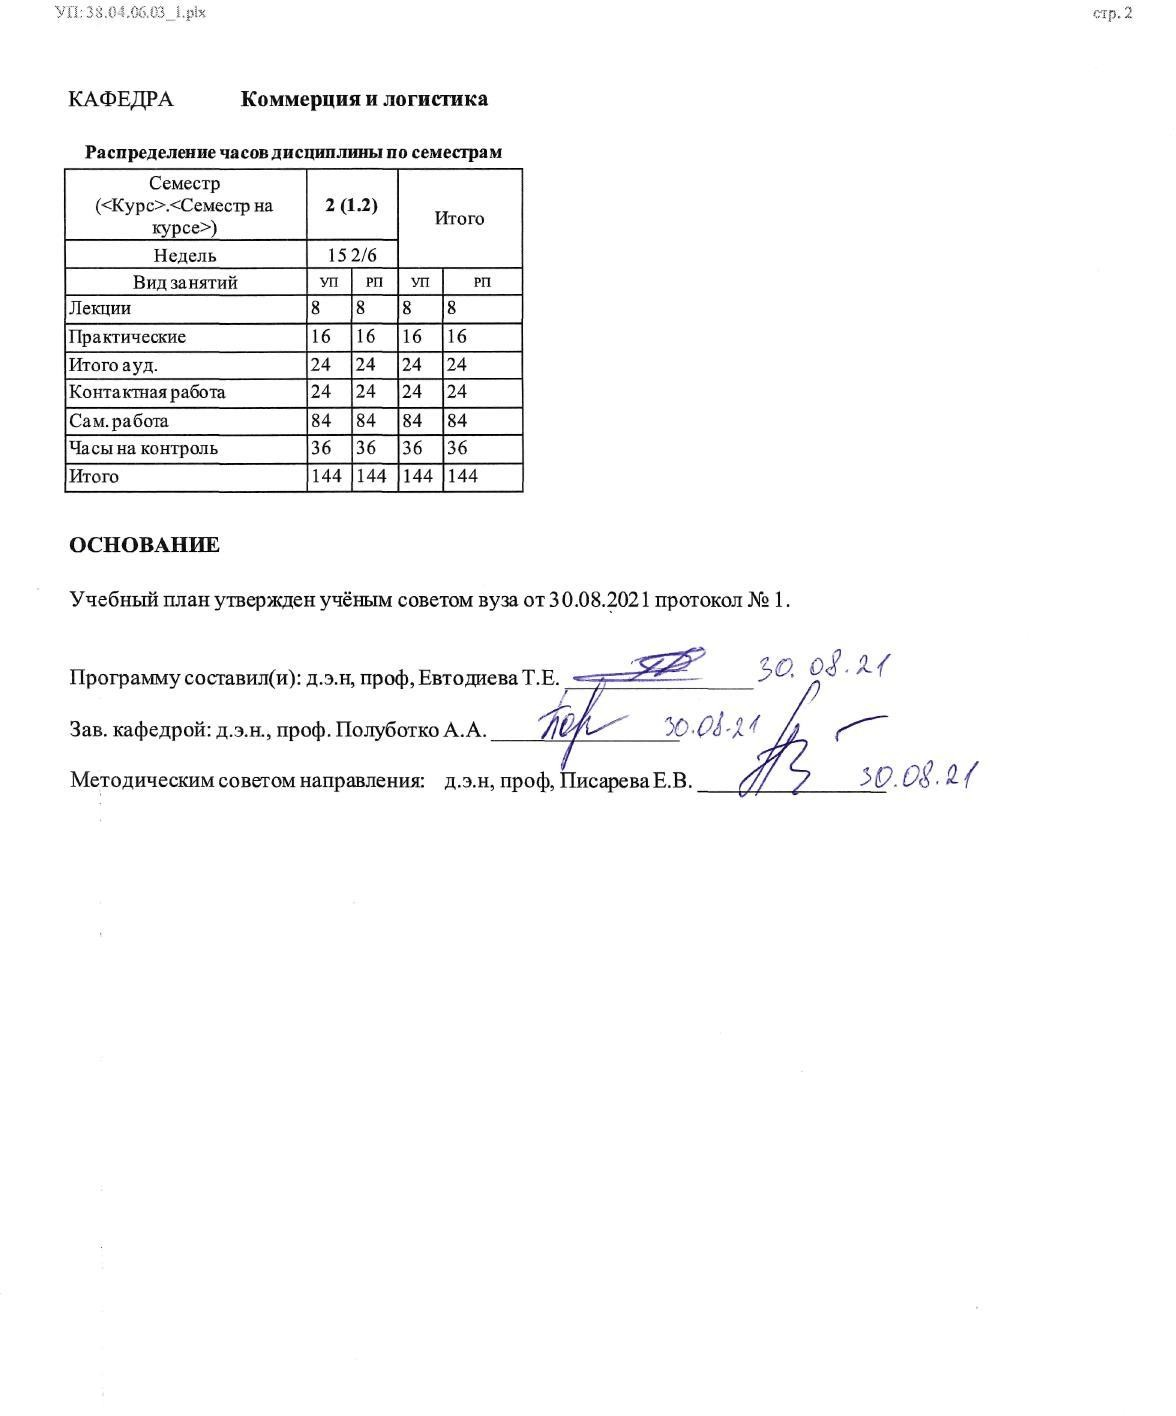 УП: 38.04.06.03_1.plx стр. 2
КАФЕДРА Коммерция и логистика
Распределение часов дисциплины по семестрам
Семестр
(<Курс>.<Семестр на
курсе>)
2 (1.2)
Итого
Недель 15 2/6
Вид занятий УП РП УП РП
Лекции 8 8 8 8
Практические 16 16 16 16
Итого ауд. 24 24 24 24
Контактная работа 24 24 24 24
Сам. работа 84 84 84 84
Часы на контроль 36 36 36 36
Итого 144 144 144 144
ОСНОВАНИЕ
Учебный план утвержден учёным советом вуза от 30.08.2021 протокол № 1.
Программу составил(и): д.э.н, проф, Евтодиева Т.Е. 30.08.21
Зав. кафедрой: д.э.н., проф. Полуботко А.А. 30.08.21
Методическим советом направления: д.э.н, проф, Писарева Е.В. 30.08.21